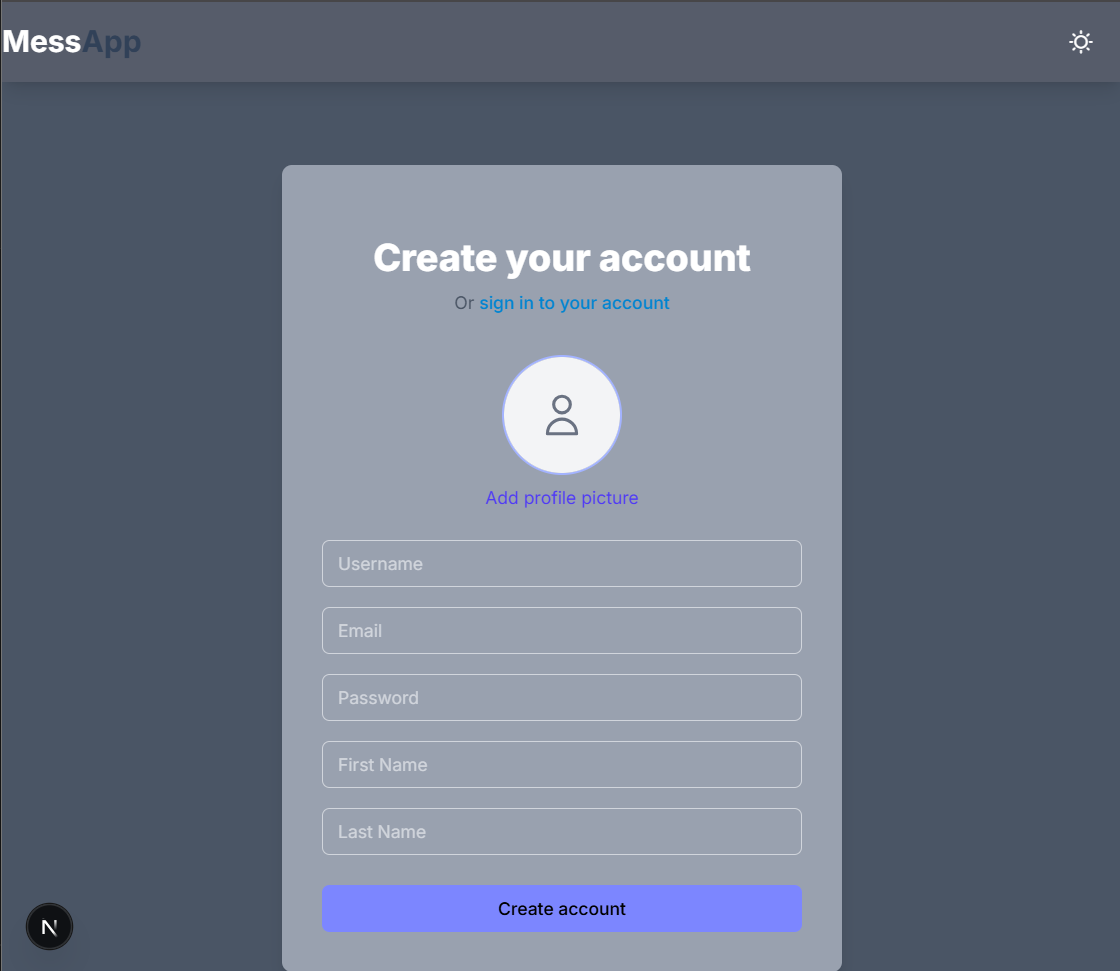 MessApp
Create your account
Or sign in to your account
Add profile picture
Username
Email
Password
First Name
Last Name
Create account
N